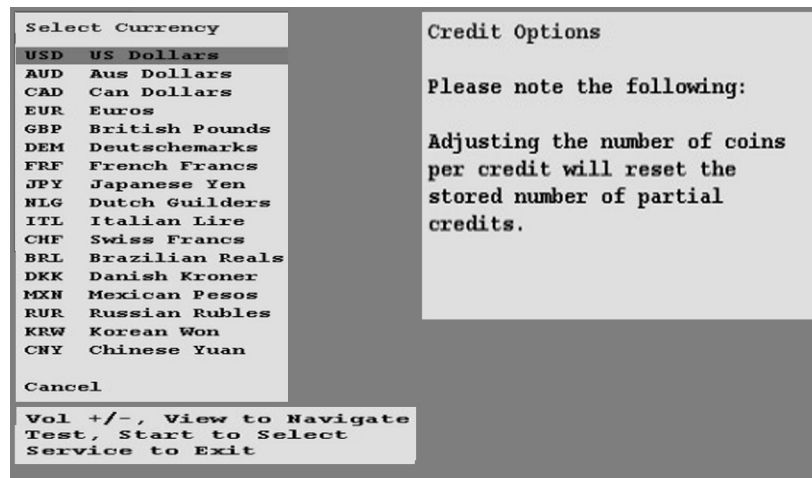 Select Currency
USD US Dollars
AUD Aus Dollars
CAD Can Dollars
EUR Euros
GBP British Pounds
DEM Deutschemarks
FRF French Francs
JPY Japanese Yen
NLG Dutch Guilders
ITL Italian Lire
CHF Swiss Francs
BRL Brazilian Reals
DKK Danish Kroner
MXN Mexican Pesos
RUR Russian Rubles
KRW Korean Won
CNY Chinese Yuan
Cancel
Vol +/-, View to Navigate
Test, Start to Select
Service to Exit
Credit Options
Please note the following:
Adjusting the number of coins
per credit will reset the
stored number of partial
credits.